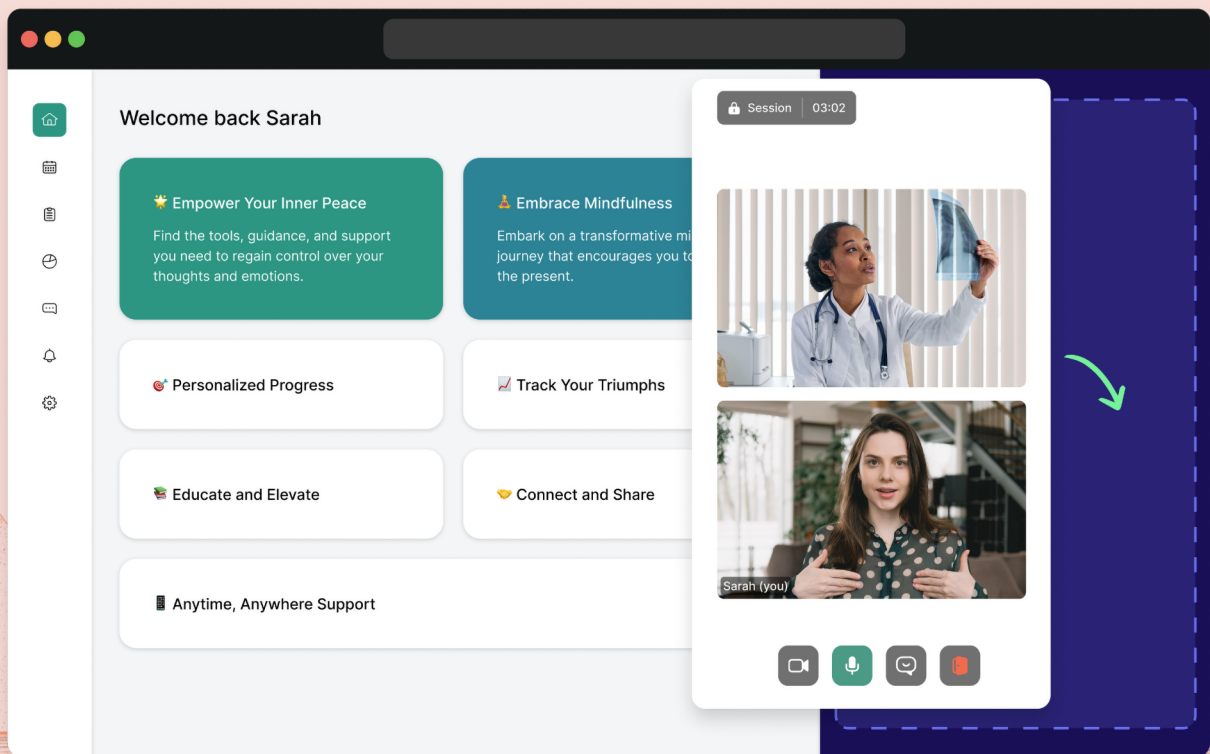 Welcome back Sarah
🌟 Empower Your Inner Peace
Find the tools, guidance, and support
you need to regain control over your
thoughts and emotions.
🧘 Embrace Mindfulness
Embark on a transformative
journey that encourages you
the present.
🎯 Personalized Progress
📈 Track Your Triumphs
📚 Educate and Elevate
🤝 Connect and Share
📱 Anytime, Anywhere Support
Session 03:02
Sarah (you)